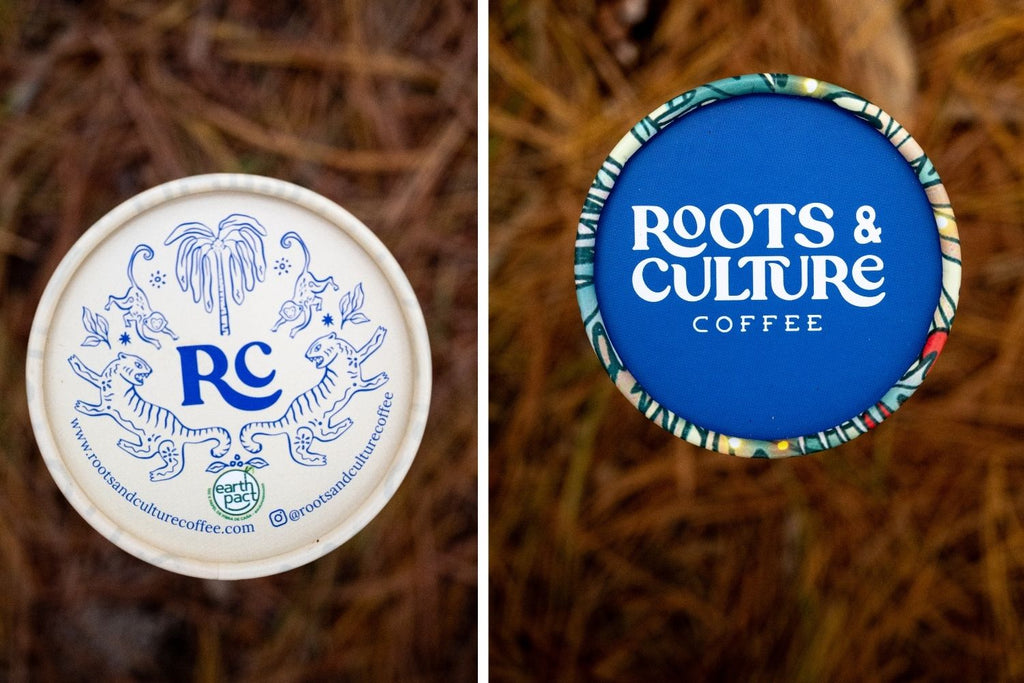 RC
earth
pact
www.rootsandculturecoffee.com
@rootsandculturecoffee
ROOTS &
CULTURE
COFFEE